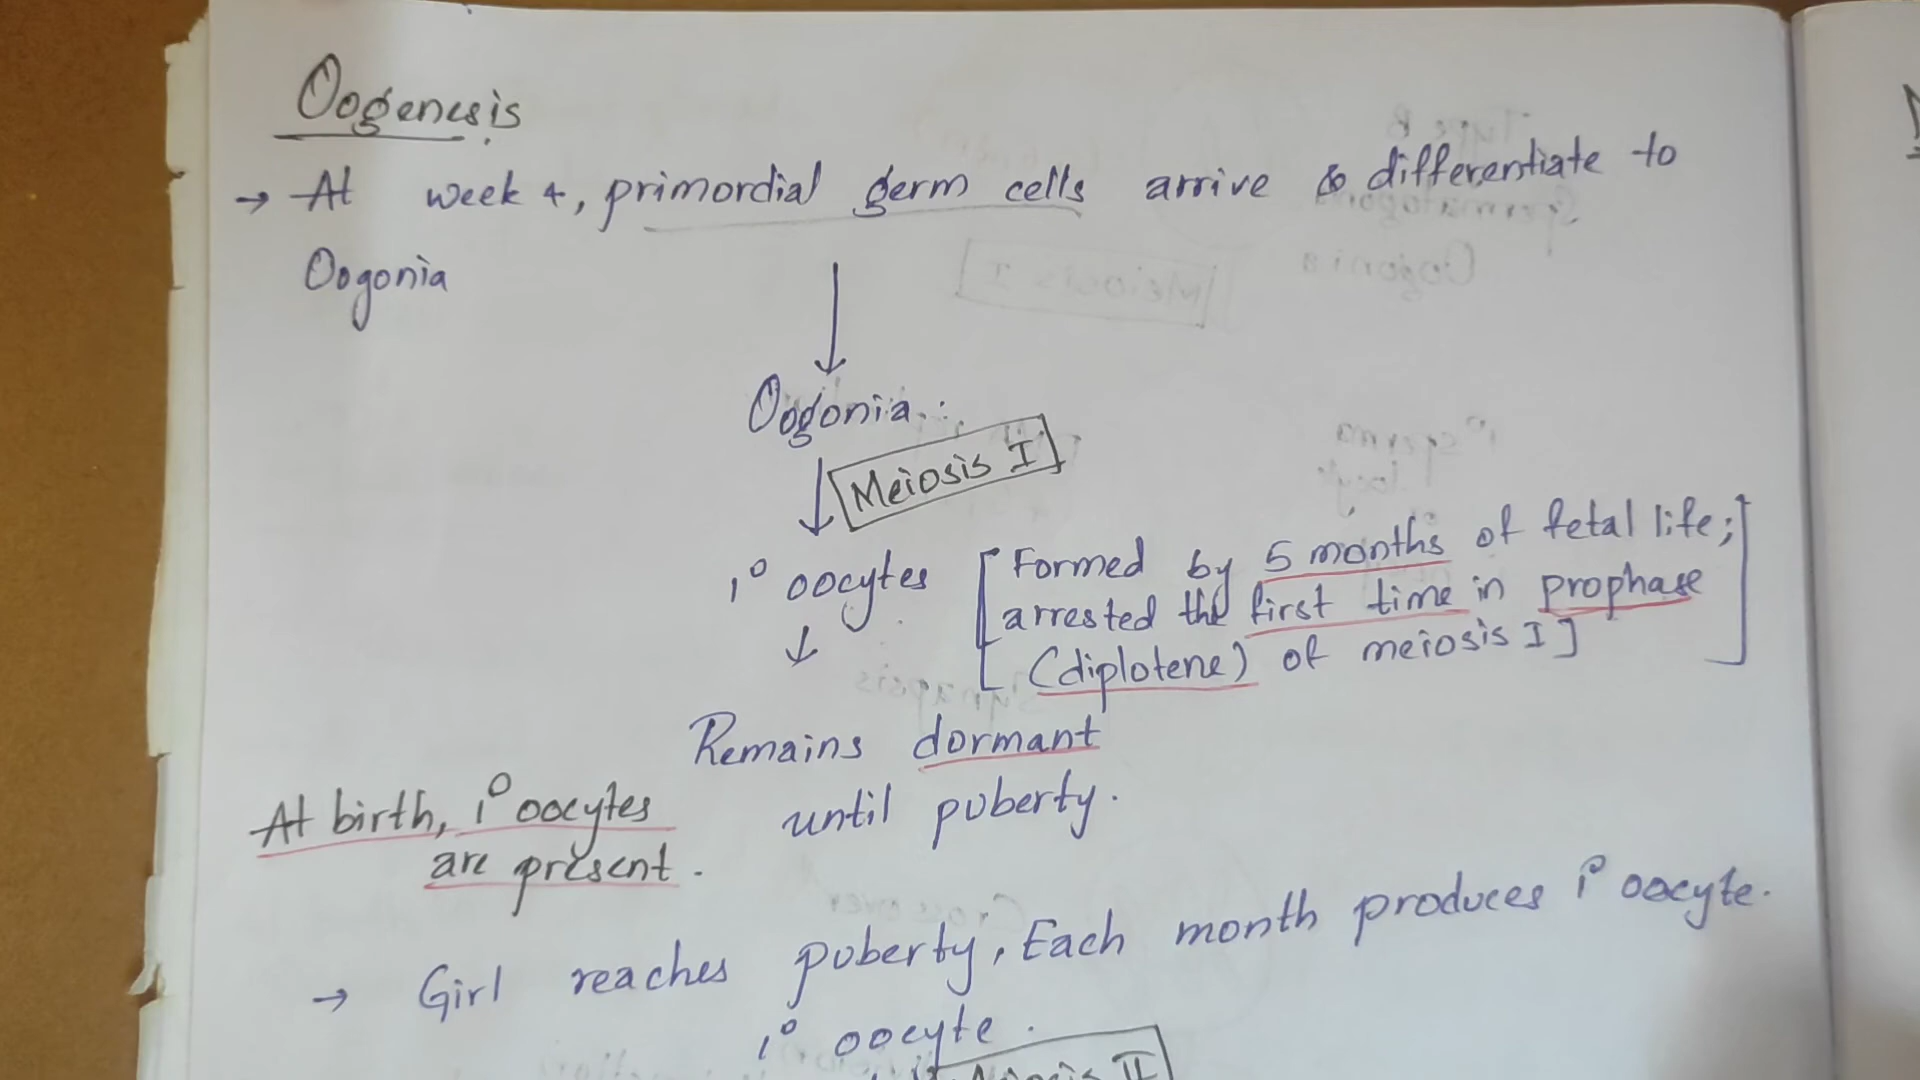 Oogenesis
→ At week 4, primordial germ cells arrive & differentiate to
Oogonia
Oogonia
Meiosis I
1° oocytes [Formed by 5 months of fetal life;
arrested the first time in prophase
(diplotene) of meiosis I]
Remains dormant
until puberty.
At birth, 1° oocytes
are present.
→ Girl reaches puberty, Each month produces 1° oocyte.
1° oocyte.
II